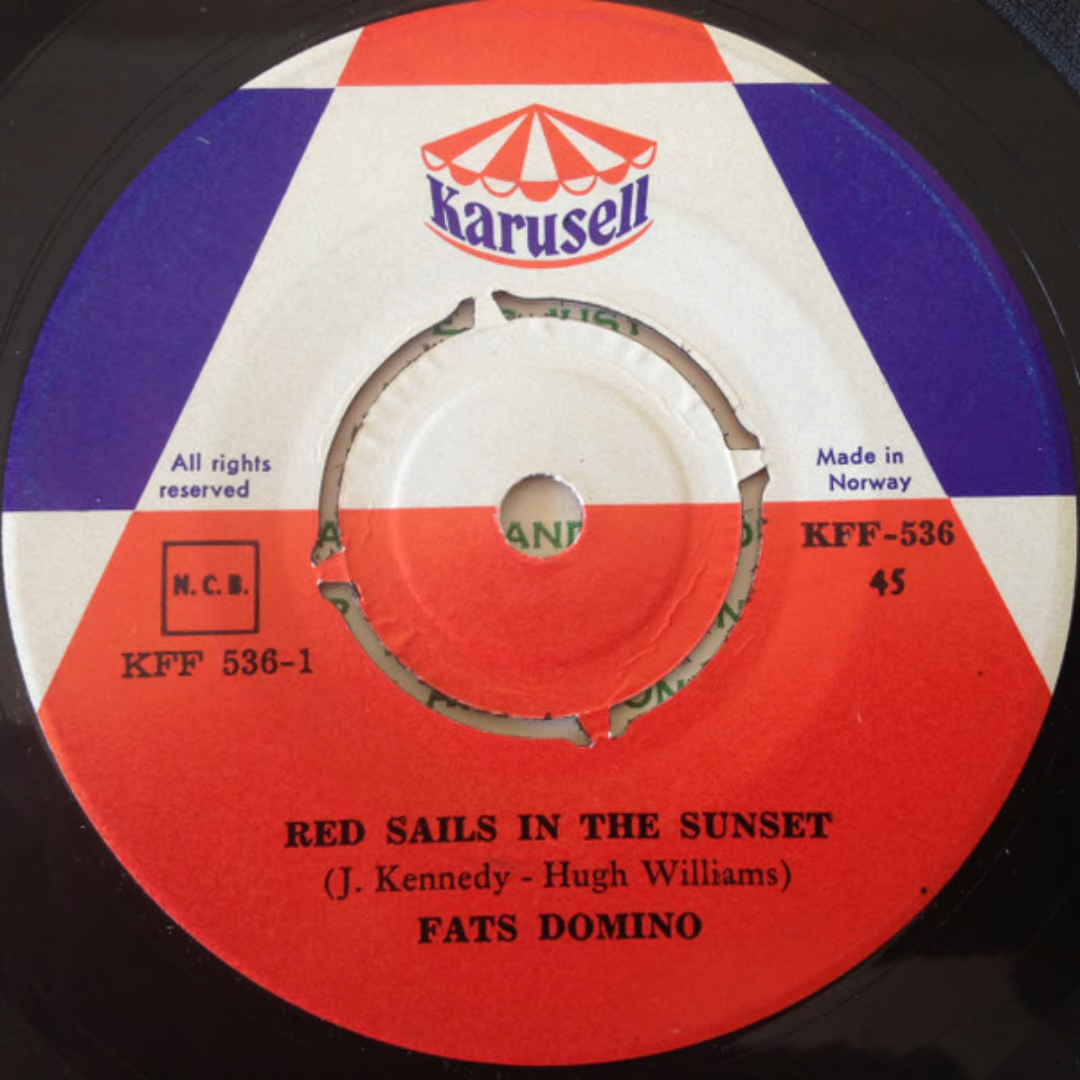 Karusell
All rights
reserved
Made in
Norway
N. C. B.
KFF 536-1
KFF-536
45
AND
RED SAILS IN THE SUNSET
(J. Kennedy - Hugh Williams)
FATS DOMINO